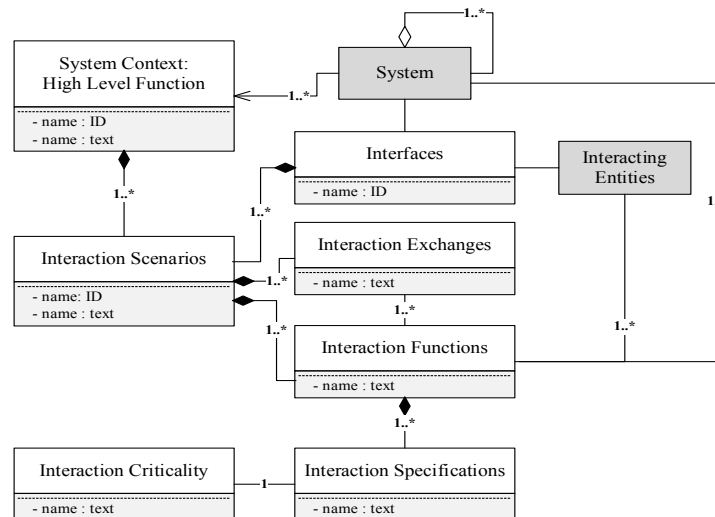 1..*
System Context:
High Level Function
- name : ID
- name : text
System
1..*
Interfaces
- name : ID
Interacting
Entities
1..*
1..*
Interaction Scenarios
- name: ID
- name : text
Interaction Exchanges
- name : text
1..*
1..*
1..*
1..*
Interaction Functions
- name : text
1..*
Interaction Criticality
- name : text
1
Interaction Specifications
- name : text